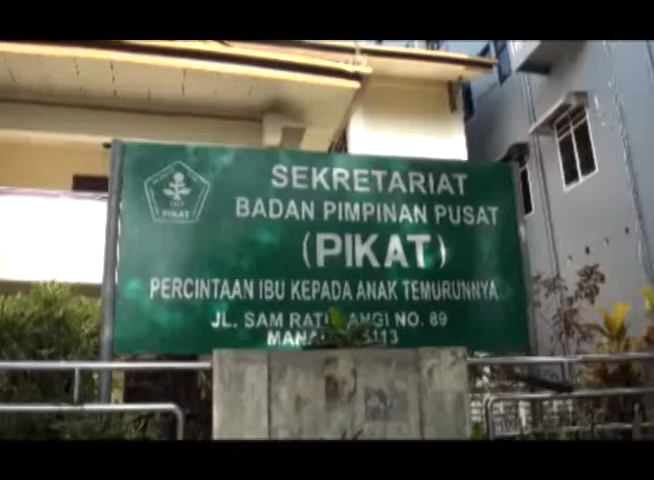 SEKRETARIAT
BADAN PIMPINAN PUSAT
(PIKAT)
PERCINTAAN IBU KEPADA ANAK TEMURUNNYA
JL. SAM NO. 89
PIKAT